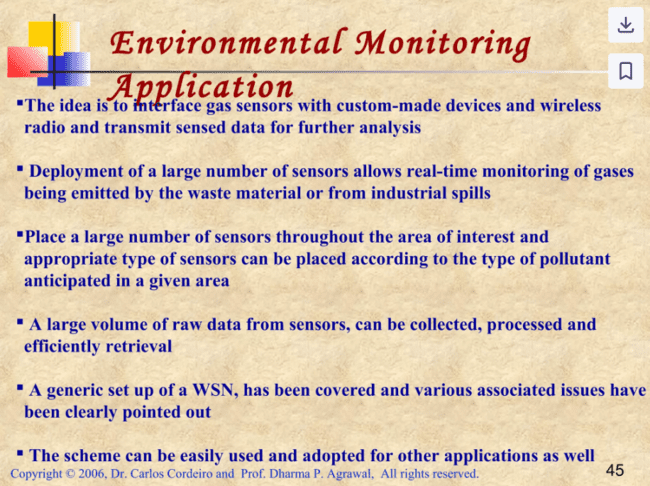 Environmental Monitoring
Application
▪The idea is to interface gas sensors with custom-made devices and wireless
radio and transmit sensed data for further analysis
▪ Deployment of a large number of sensors allows real-time monitoring of gases
being emitted by the waste material or from industrial spills
▪Place a large number of sensors throughout the area of interest and
appropriate type of sensors can be placed according to the type of pollutant
anticipated in a given area
▪ A large volume of raw data from sensors, can be collected, processed and
efficiently retrieval
▪ A generic set up of a WSN, has been covered and various associated issues have
been clearly pointed out
▪ The scheme can be easily used and adopted for other applications as well
Copyright © 2006, Dr. Carlos Cordeiro and Prof. Dharma P. Agrawal, All rights reserved.
45